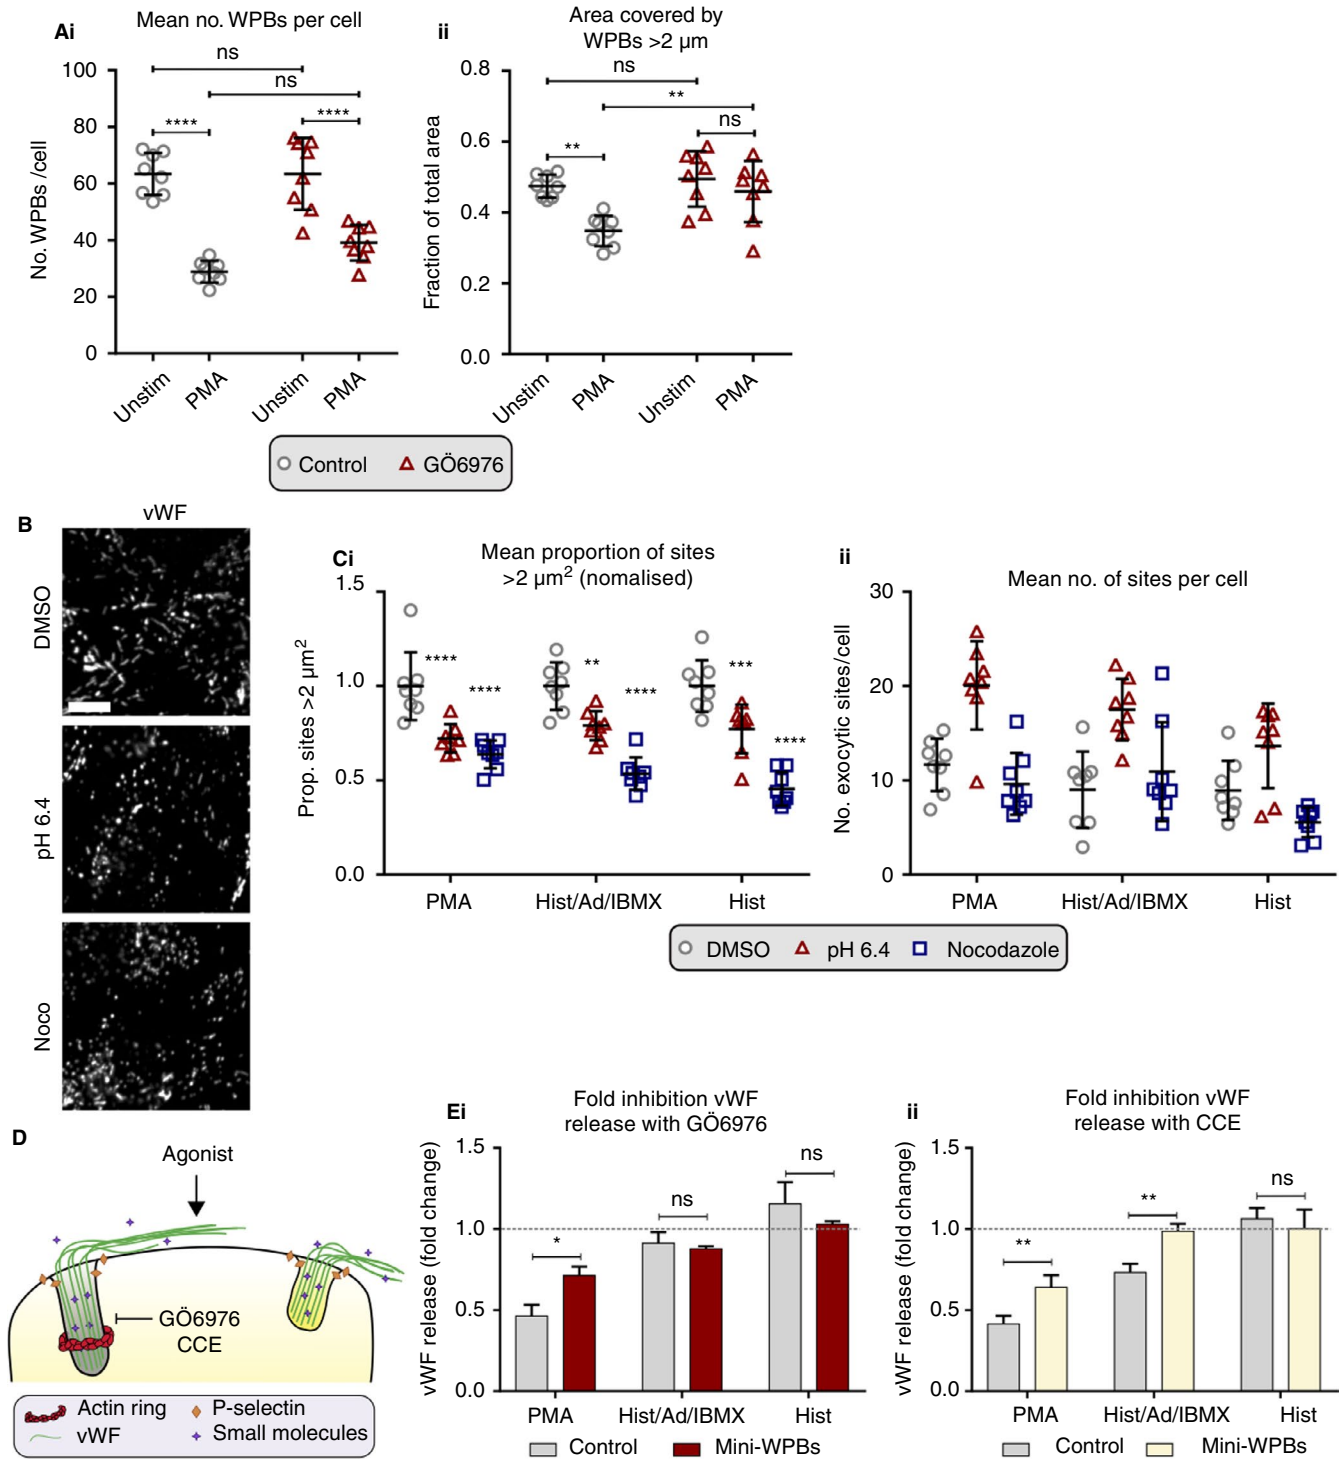 Ai
Mean no. WPBs per cell
ns
ns
****
****
No. WPBs /cell
100
80
60
40
20
0
Unstim
PMA
Unstim
PMA
ii
Area covered by
WPBs >2 µm
ns
**
ns
**
Fraction of total area
0.8
0.6
0.4
0.2
0.0
Unstim
PMA
Unstim
PMA
Control
GÖ6976
B
vWF
DMSO
pH 6.4
Noco
Ci
Mean proportion of sites
>2 µm² (nomalised)
Prop. sites >2 µm²
1.5
1.0
0.5
0.0
****
****
**
****
***
****
PMA
Hist/Ad/IBMX
Hist
ii
Mean no. of sites per cell
No. exocytic sites/cell
30
20
10
0
PMA
Hist/Ad/IBMX
Hist
DMSO
pH 6.4
Nocodazole
D
Agonist
GÖ6976
CCE
Actin ring
P-selectin
vWF
Small molecules
Ei
Fold inhibition vWF
release with GÖ6976
vWF release (fold change)
1.5
1.0
0.5
0.0
*
ns
ns
PMA
Hist/Ad/IBMX
Hist
Control
Mini-WPBs
ii
Fold inhibition vWF
release with CCE
vWF release (fold change)
1.5
1.0
0.5
0.0
**
**
ns
PMA
Hist/Ad/IBMX
Hist
Control
Mini-WPBs